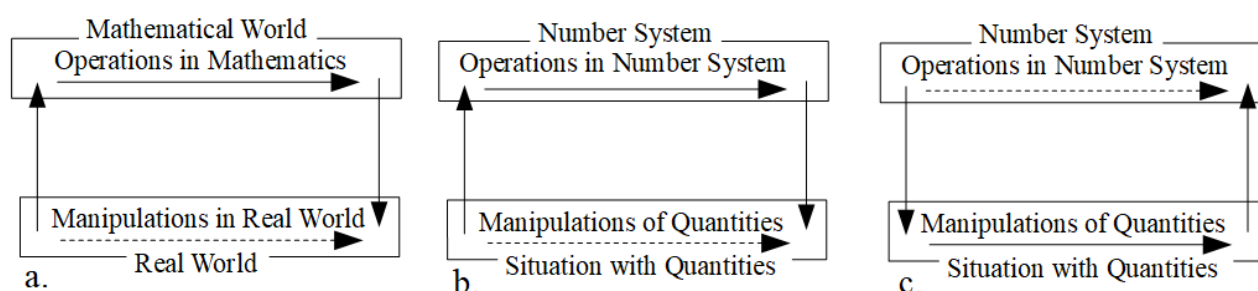 Mathematical World
Operations in Mathematics
Manipulations in Real World
Real World
a.
Number System
Operations in Number System
Manipulations of Quantities
Situation with Quantities
b
Number System
Operations in Number System
Manipulations of Quantities
Situation with Quantities
c